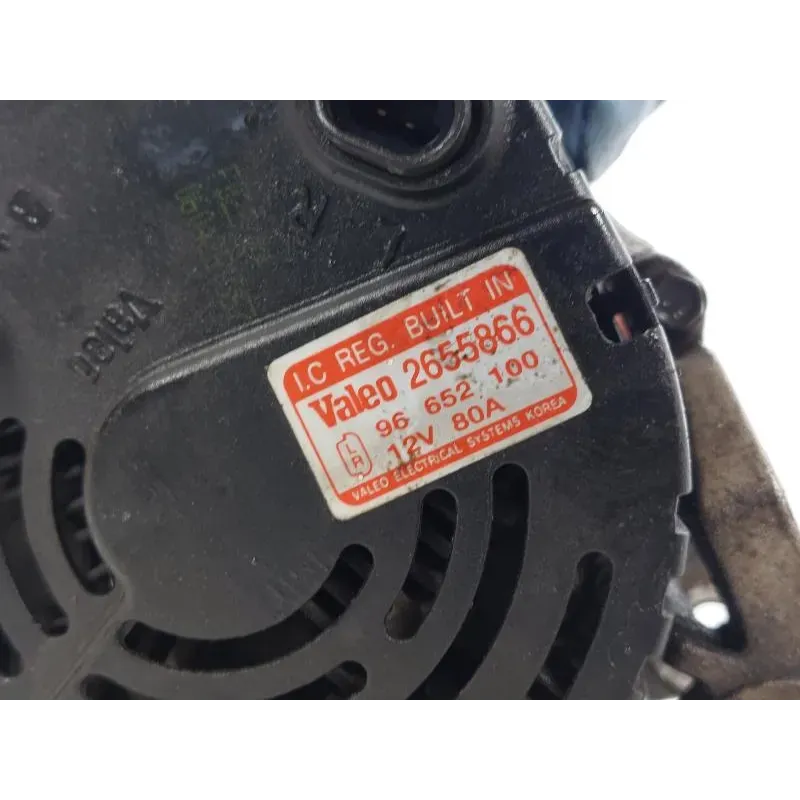 I.C REG. BUILT IN
Valeo 2655866
96 652 100
L
R
12V 80A
VALEO ELECTRICAL SYSTEMS KOREA
Valeo